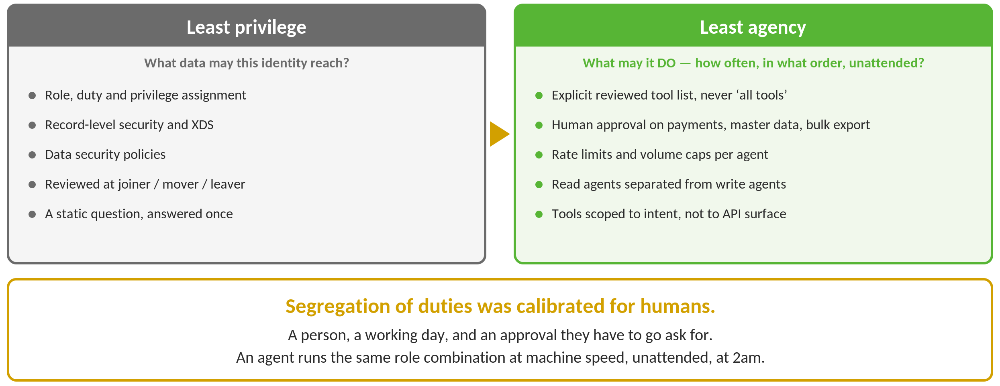 Least privilege
What data may this identity reach?
Role, duty and privilege assignment
Record-level security and XDS
Data security policies
Reviewed at joiner / mover / leaver
A static question, answered once
Least agency
What may it DO — how often, in what order, unattended?
Explicit reviewed tool list, never ‘all tools’
Human approval on payments, master data, bulk export
Rate limits and volume caps per agent
Read agents separated from write agents
Tools scoped to intent, not to API surface
Segregation of duties was calibrated for humans.
A person, a working day, and an approval they have to go ask for.
An agent runs the same role combination at machine speed, unattended, at 2am.